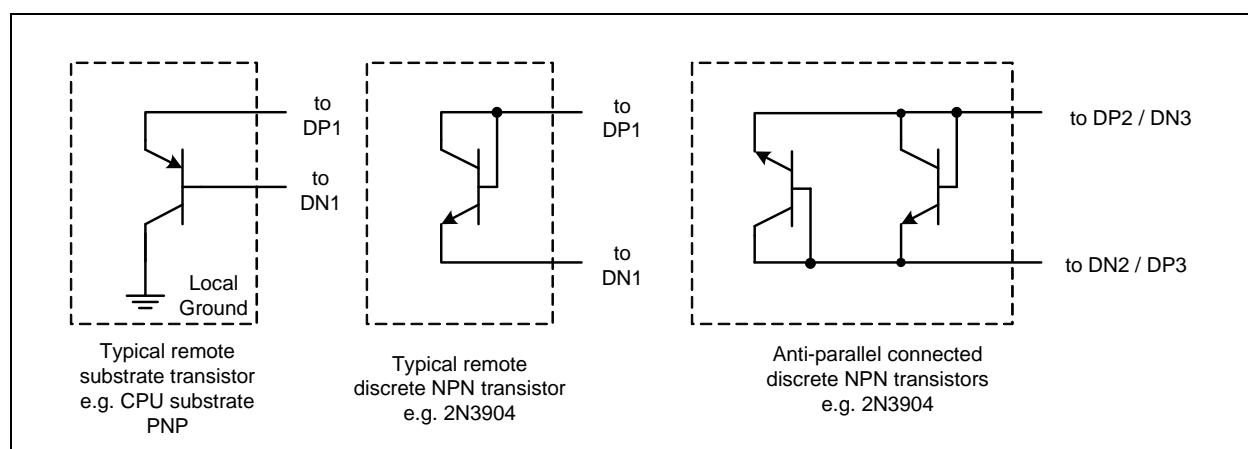 to
DP1
to
DN1
Local
Ground
Typical remote
substrate transistor
e.g. CPU substrate
PNP
to
DP1
to
DN1
Typical remote
discrete NPN transistor
e.g. 2N3904
to DP2 / DN3
to DN2 / DP3
Anti-parallel connected
discrete NPN transistors
e.g. 2N3904